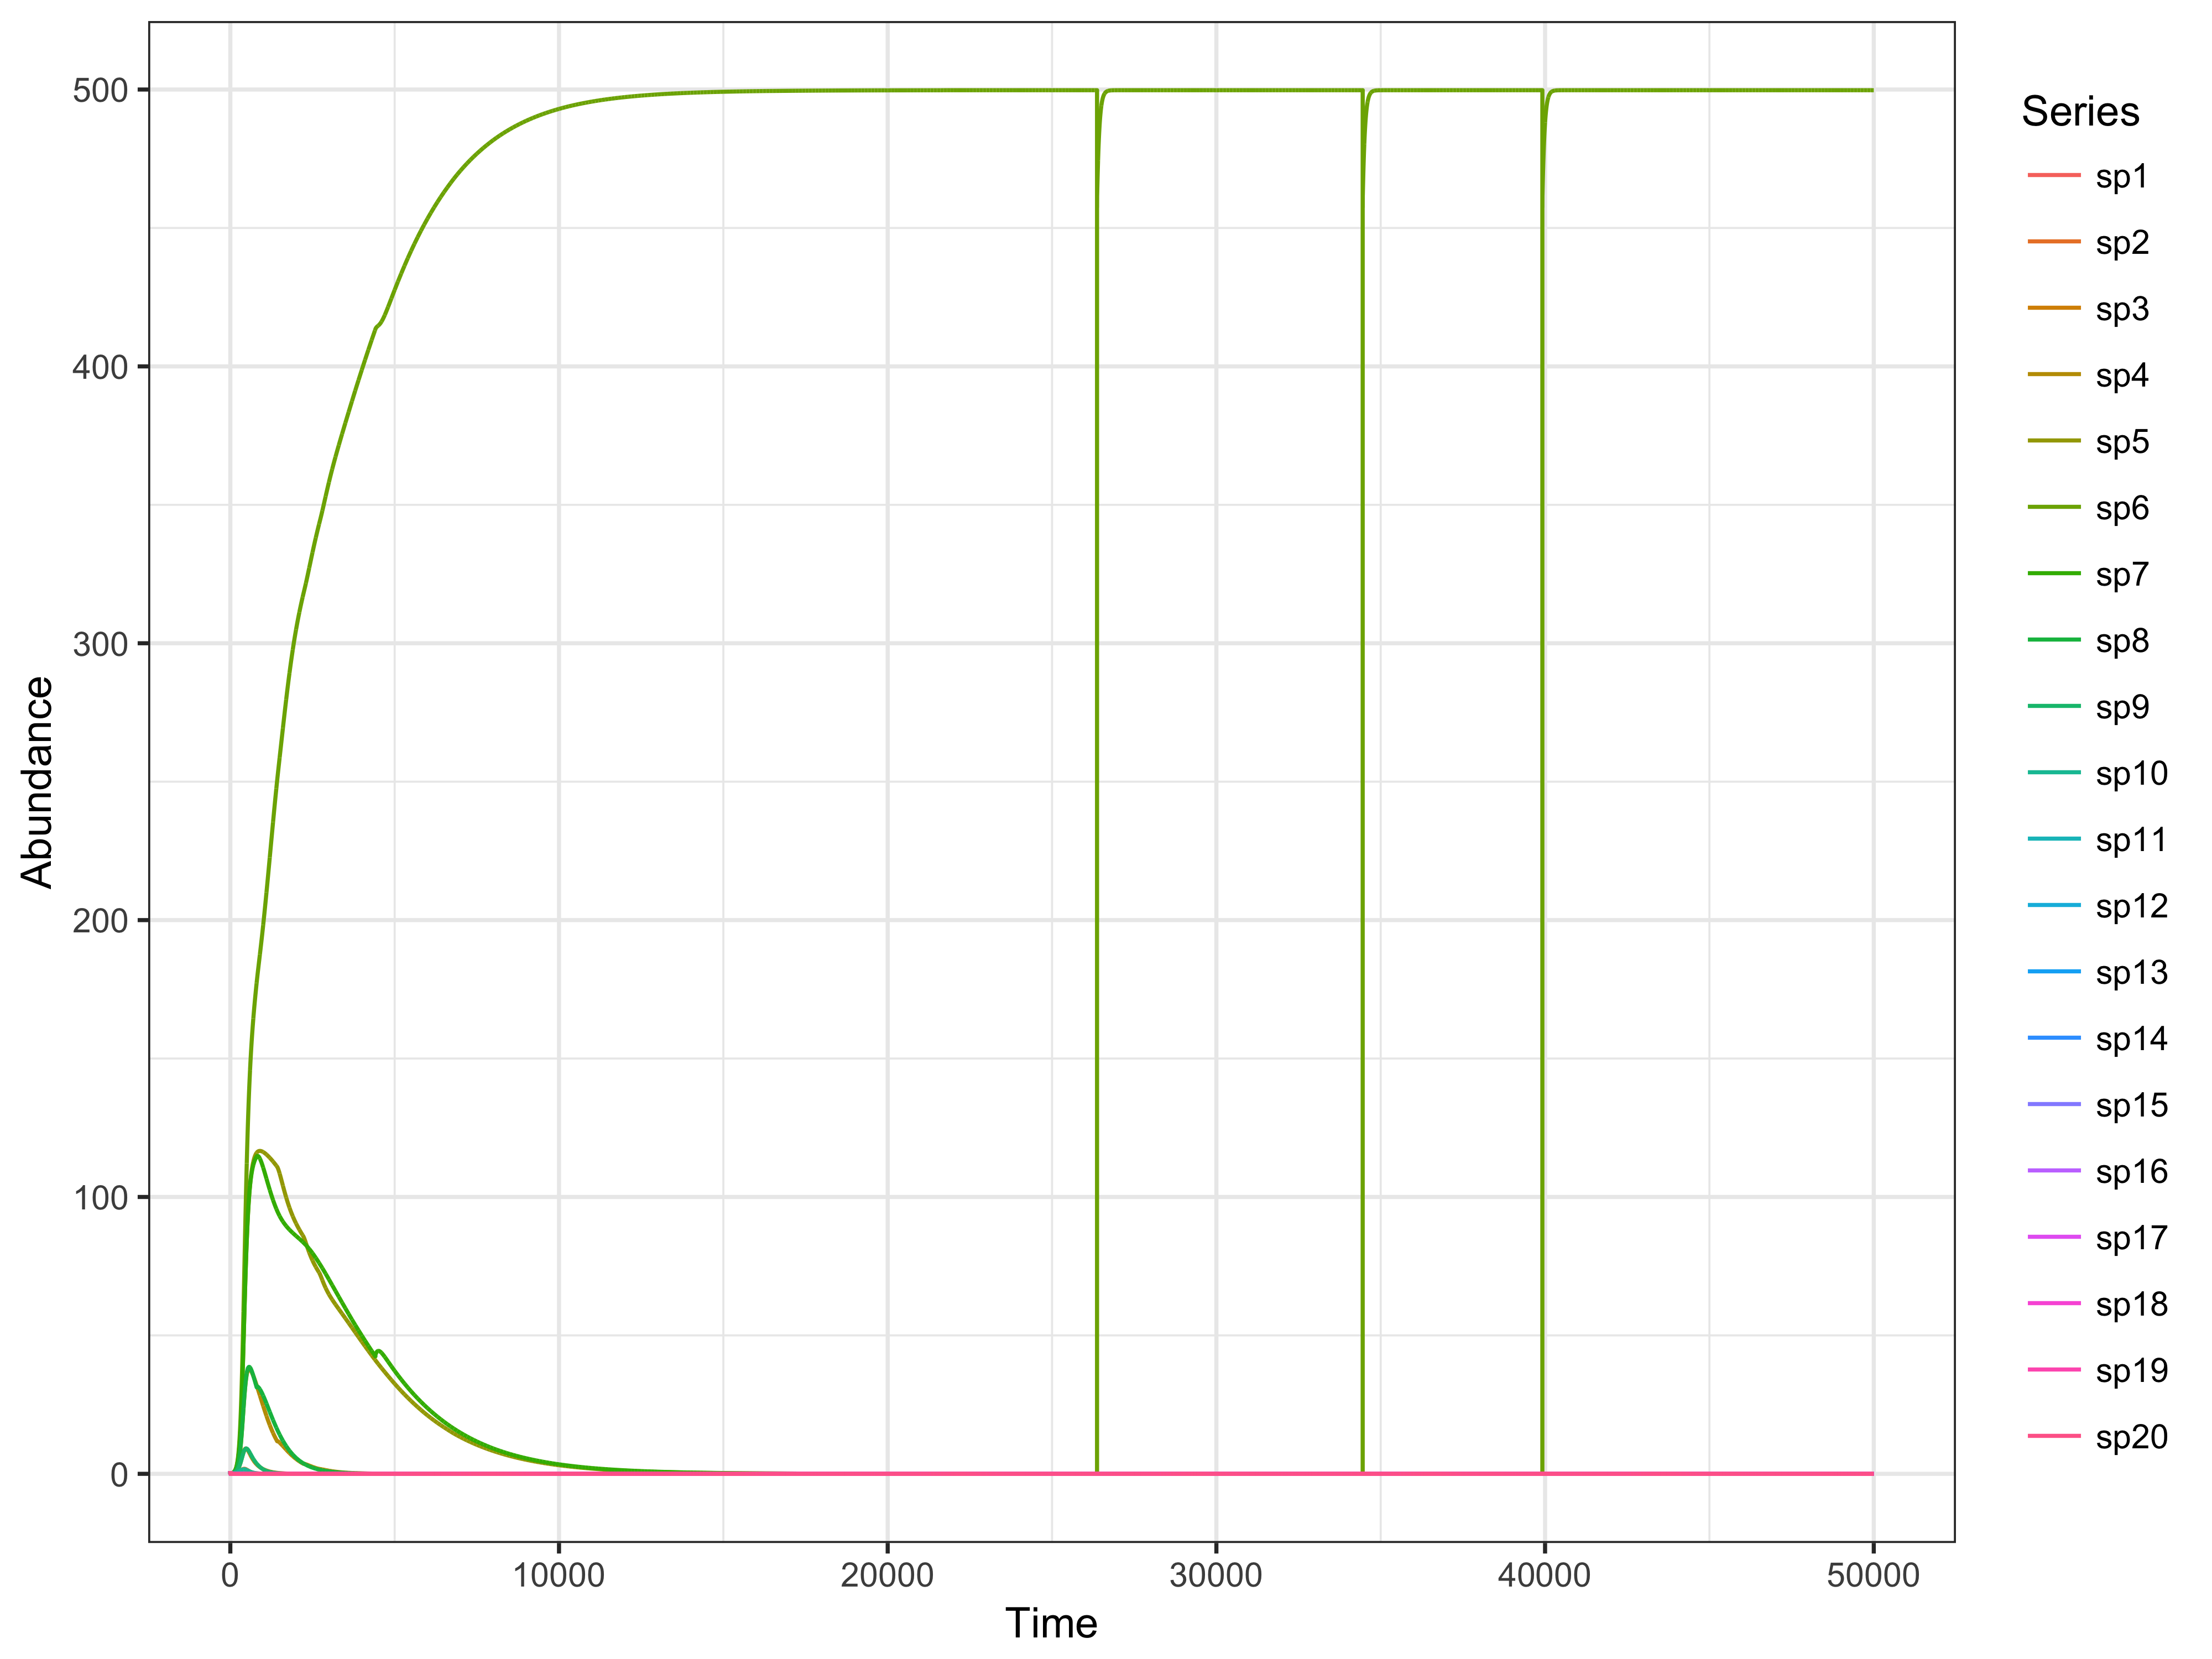 500
400
300
200
100
0
Abundance
0 10000 20000 30000 40000 50000
Time
Series
sp1
sp2
sp3
sp4
sp5
sp6
sp7
sp8
sp9
sp10
sp11
sp12
sp13
sp14
sp15
sp16
sp17
sp18
sp19
sp20